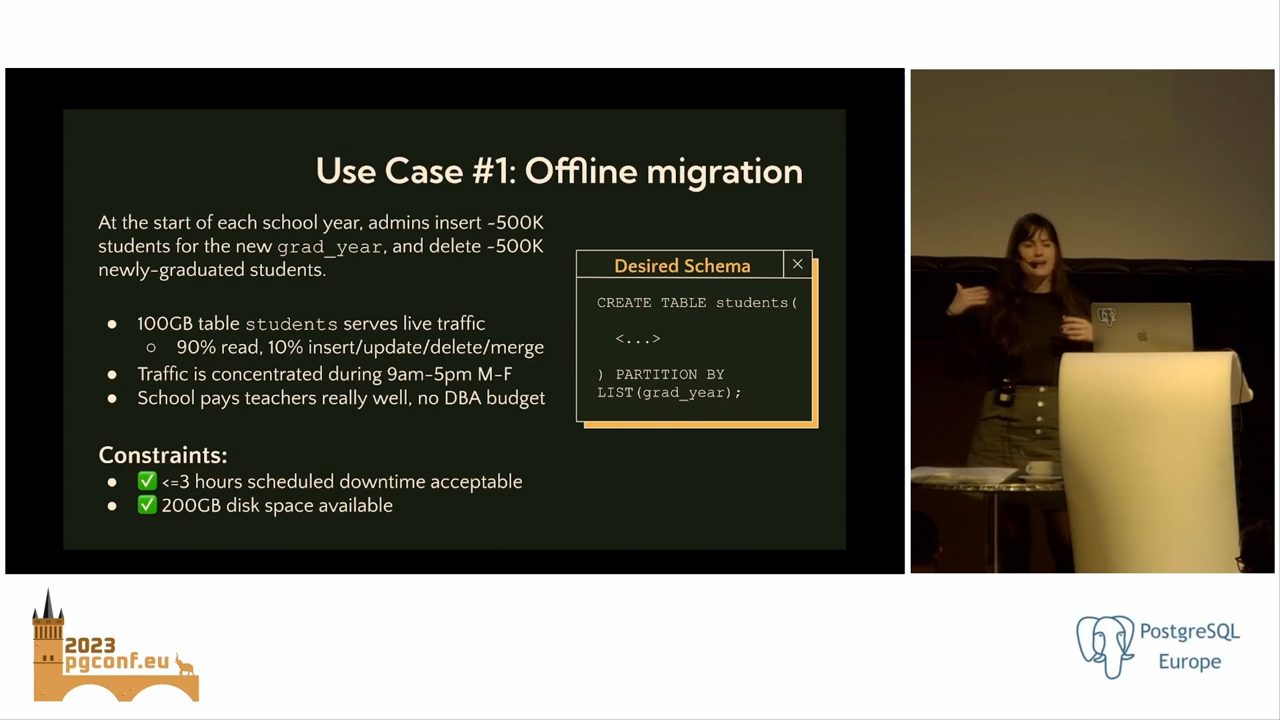 Use Case #1: Offline migration
At the start of each school year, admins insert ~500K
students for the new grad_year, and delete ~500K
newly-graduated students.
● 100GB table students serves live traffic
○ 90% read, 10% insert/update/delete/merge
● Traffic is concentrated during 9am-5pm M-F
● School pays teachers really well, no DBA budget
Constraints:
● ✅ <=3 hours scheduled downtime acceptable
● ✅ 200GB disk space available
Desired Schema
CREATE TABLE students(
<...>
) PARTITION BY
LIST(grad_year);
2023
pgconf.eu
PostgreSQL
Europe